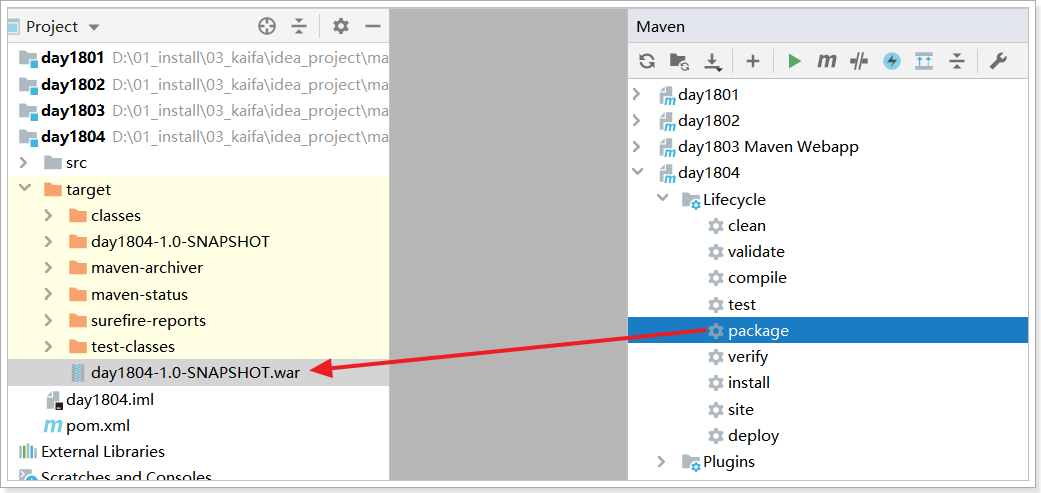 Project
day1801 D:\01_install\03_kaifa\idea_project\ma
day1802 D:\01_install\03_kaifa\idea_project\ma
day1803 D:\01_install\03_kaifa\idea_project\ma
day1804 D:\01_install\03_kaifa\idea_project\ma
src
target
classes
day1804-1.0-SNAPSHOT
maven-archiver
maven-status
surefire-reports
test-classes
day1804-1.0-SNAPSHOT.war
day1804.iml
pom.xml
External Libraries
Scratches and Consoles
Maven
day1801
day1802
day1803 Maven Webapp
day1804
Lifecycle
clean
validate
compile
test
package
verify
install
site
deploy
Plugins